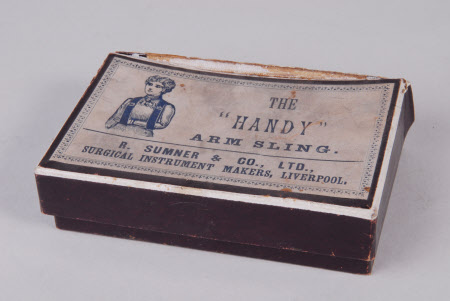 THE
"HANDY"
ARM SLING.
R. SUMNER & CO., LTD.,
SURGICAL INSTRUMENT MAKERS, LIVERPOOL.